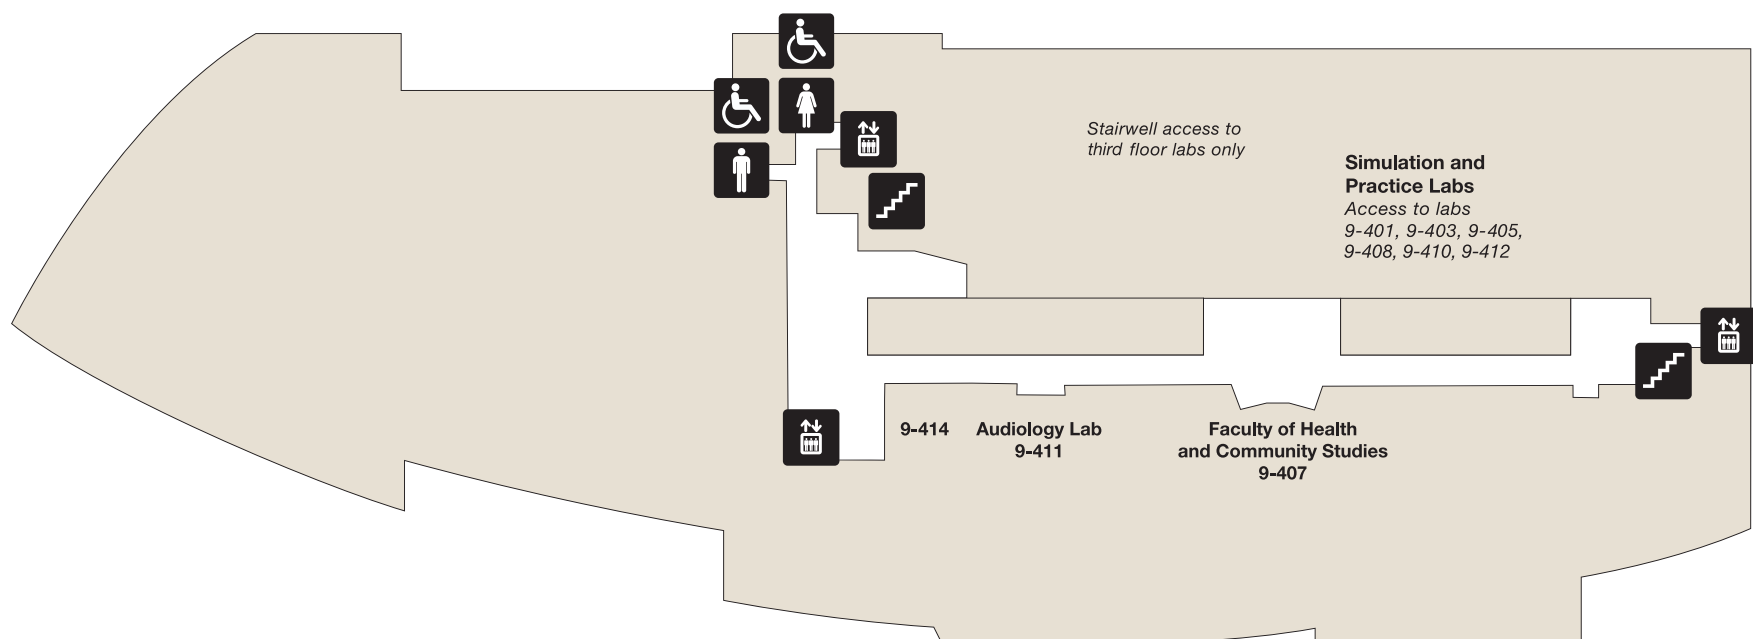 Stairwell access to
third floor labs only
Simulation and
Practice Labs
Access to labs
9-401, 9-403, 9-405,
9-408, 9-410, 9-412
9-414
Audiology Lab
9-411
Faculty of Health
and Community Studies
9-407